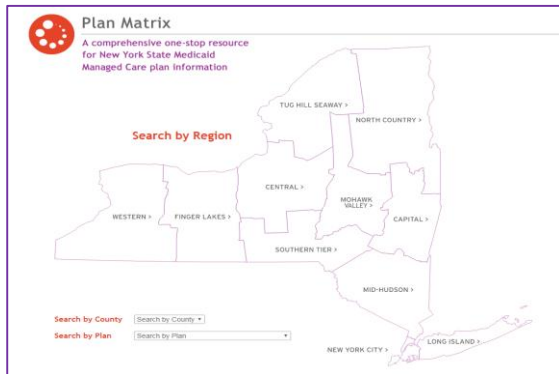 Plan Matrix
A comprehensive one-stop resource
for New York State Medicaid
Managed Care plan information
TUG HILL SEAWAY >
NORTH COUNTRY >
Search by Region
CENTRAL >
MOHAWK
VALLEY >
WESTERN >
FINGER LAKES >
CAPITAL >
SOUTHERN TIER >
MID-HUDSON >
Search by County
Search by County
Search by Plan
Search by Plan
NEW YORK CITY >
LONG ISLAND >